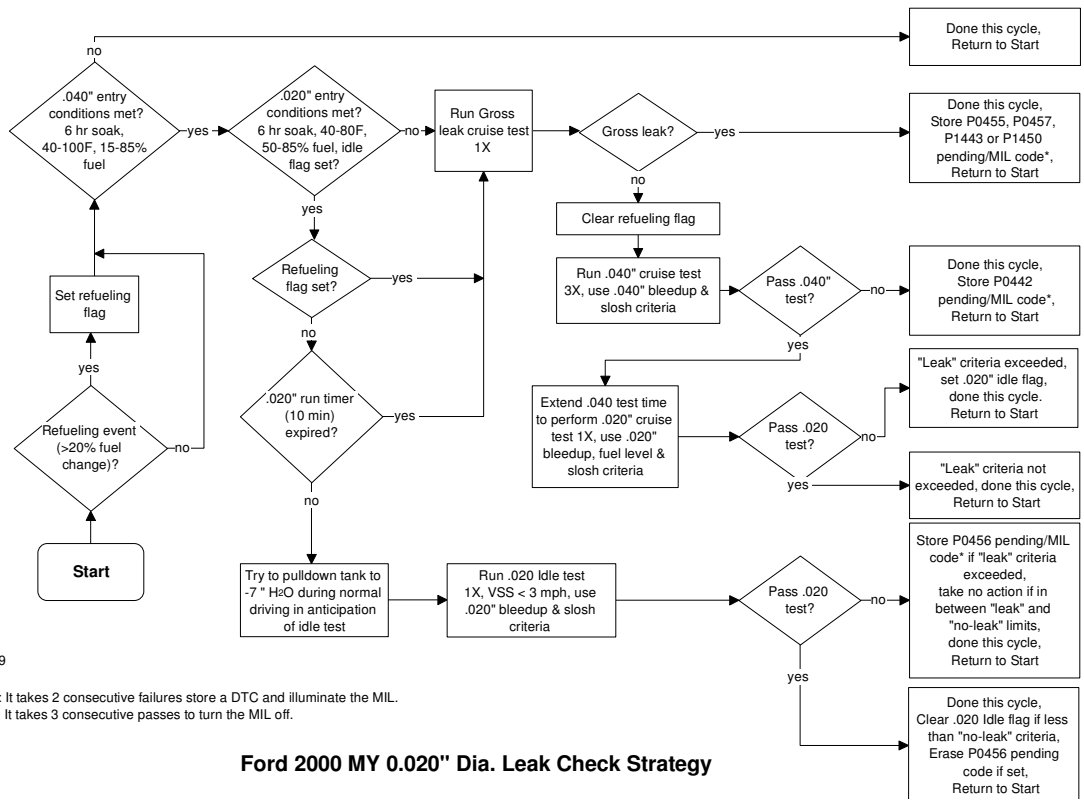 no
Done this cycle,
Return to Start
.040" entry
conditions met?
6 hr soak,
40-100F, 15-85%
fuel
yes
.020" entry
conditions met?
6 hr soak, 40-80F,
50-85% fuel, idle
flag set?
no
Run Gross
leak cruise test
1X
Gross leak?
yes
Done this cycle,
Store P0455, P0457,
P1443 or P1450
pending/MIL code*,
Return to Start
no
Clear refueling flag
yes
Refueling
flag set?
yes
Run .040" cruise test
3X, use .040" bleedup &
slosh criteria
Pass .040"
test?
no
Done this cycle,
Store P0442
pending/MIL code*,
Return to Start
yes
Set refueling
flag
yes
Refueling event
(>20% fuel
change)?
no
Start
no
.020" run timer
(10 min)
expired?
yes
Extend .040 test time
to perform .020" cruise
test 1X, use .020"
bleedup, fuel level &
slosh criteria
Pass .020
test?
no
"Leak" criteria exceeded,
set .020" idle flag,
done this cycle.
Return to Start
yes
"Leak" criteria not
exceeded, done this cycle,
Return to Start
no
Try to pulldown tank to
-7 " H2O during normal
driving in anticipation
of idle test
Run .020 Idle test
1X, VSS < 3 mph, use
.020" bleedup & slosh
criteria
Pass .020
test?
no
Store P0456 pending/MIL
code* if "leak" criteria
exceeded,
take no action if in
between "leak" and
"no-leak" limits,
done this cycle,
Return to Start
yes
Done this cycle,
Clear .020 Idle flag if less
than "no-leak" criteria,
Erase P0456 pending
code if set,
Return to Start
9
: It takes 2 consecutive failures store a DTC and illuminate the MIL.
It takes 3 consecutive passes to turn the MIL off.
Ford 2000 MY 0.020" Dia. Leak Check Strategy